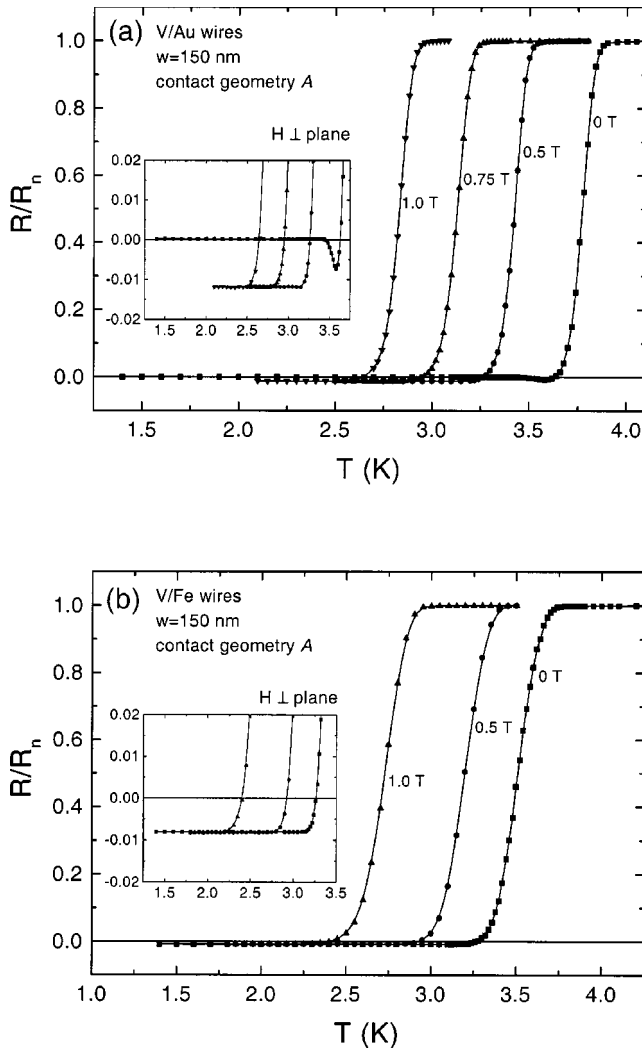 (a) V/Au wires
w=150 nm
contact geometry A
H ⊥ plane
0.02
0.01
0.00
-0.01
-0.02
1.5 2.0 2.5 3.0 3.5
1.0 T
0.75 T
0.5 T
0 T
1.0
0.8
0.6
0.4
0.2
0.0
R/Rn
1.5 2.0 2.5 3.0 3.5 4.0
T (K)
(b) V/Fe wires
w=150 nm
contact geometry A
H ⊥ plane
0.02
0.01
0.00
-0.01
-0.02
1.5 2.0 2.5 3.0 3.5
1.0 T
0.5 T
0 T
1.0
0.8
0.6
0.4
0.2
0.0
R/Rn
1.0 1.5 2.0 2.5 3.0 3.5 4.0
T (K)